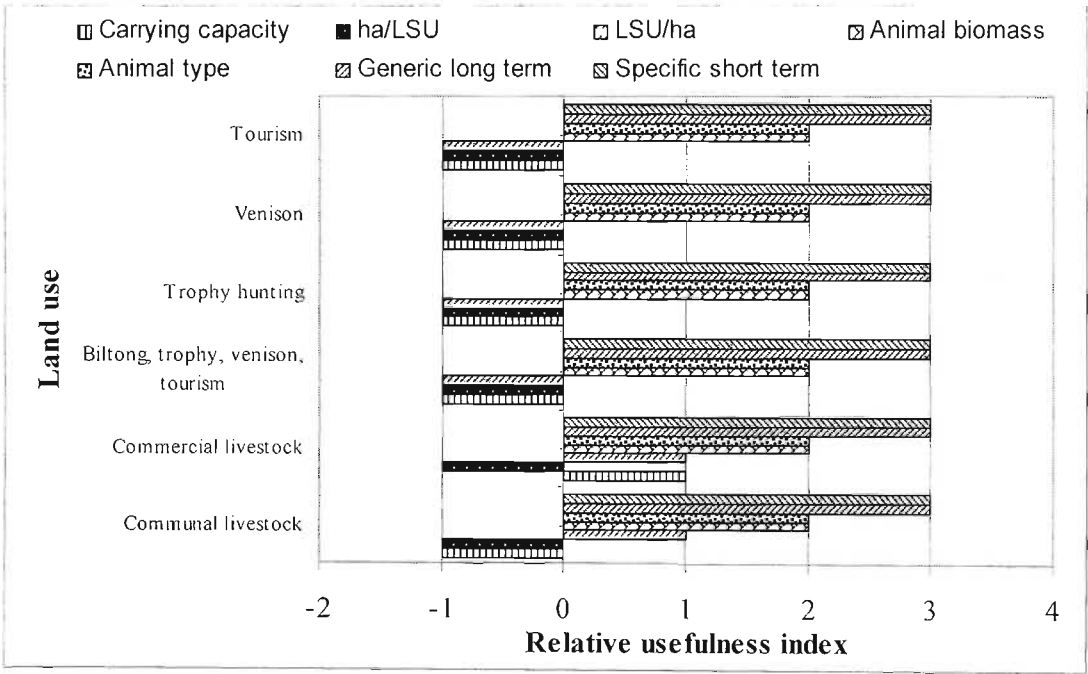 Carrying capacity ha/LSU LSU/ha Animal biomass
Animal type Generic long term Specific short term
Land use
Tourism
Venison
Trophy hunting
Biltong, trophy, venison,
tourism
Commercial livestock
Communal livestock
-2 -1 0 1 2 3 4
Relative usefulness index